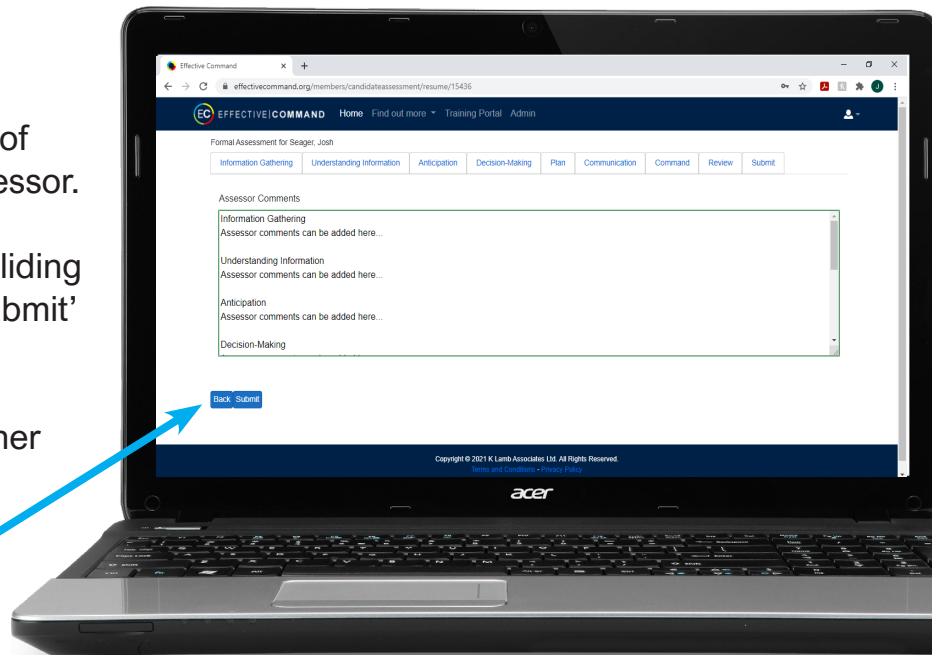 of
essor.
liding
bmit’
ner
Effective Command
effectivecommand.org/members/candidateassessment/resume/15436
EC EFFECTIVE|COMMAND Home Find out more Training Portal Admin
Formal Assessment for Seager, Josh
Information Gathering Understanding Information Anticipation Decision-Making Plan Communication Command Review Submit
Assessor Comments
Information Gathering
Assessor comments can be added here...
Understanding Information
Assessor comments can be added here...
Anticipation
Assessor comments can be added here...
Decision-Making
Back Submit
Copyright © 2021 K Lamb Associates Ltd. All Rights Reserved.
Terms and Conditions - Privacy Policy
acer